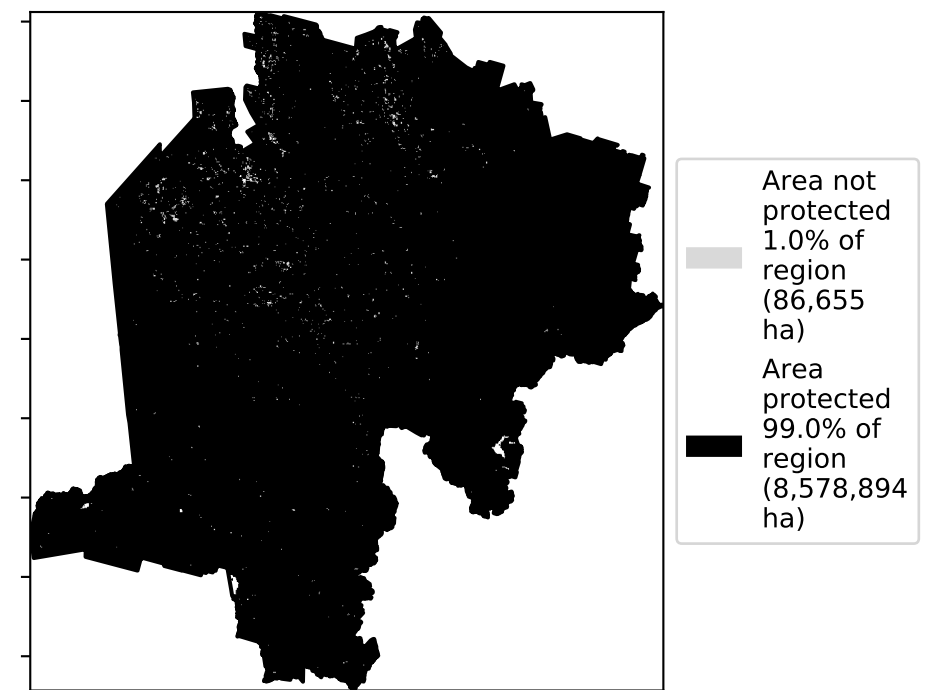 Area not
protected
1.0% of
region
(86,655
ha)
Area
protected
99.0% of
region
(8,578,894
ha)